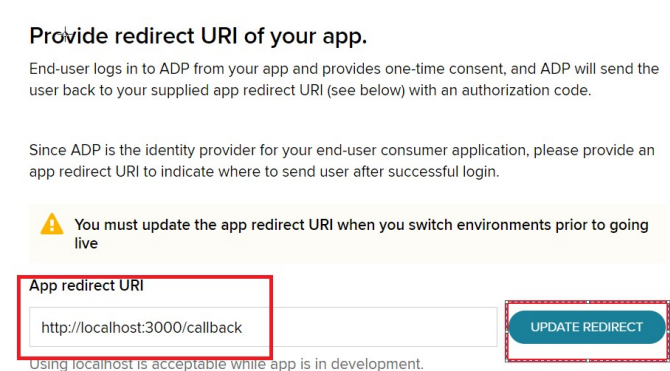 Provide redirect URI of your app.
End-user logs in to ADP from your app and provides one-time consent, and ADP will send the
user back to your supplied app redirect URI (see below) with an authorization code.
Since ADP is the identity provider for your end-user consumer application, please provide an
app redirect URI to indicate where to send user after successful login.
You must update the app redirect URI when you switch environments prior to going
live
App redirect URI
http://localhost:3000/callback
UPDATE REDIRECT
Using localhost is acceptable while app is in development.